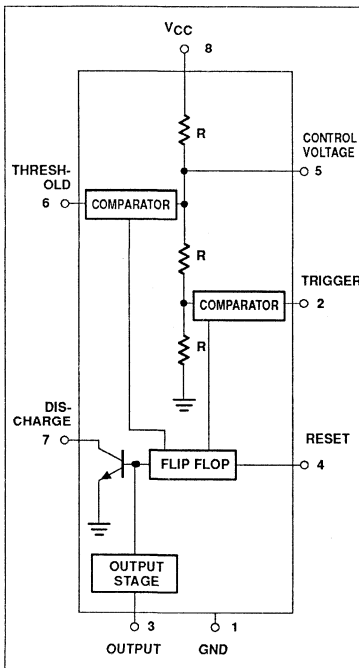 VCC
8
R
CONTROL
VOLTAGE
5
THRESH-
OLD
6
COMPARATOR
R
TRIGGER
COMPARATOR
2
R
DIS-
CHARGE
7
RESET
FLIP FLOP
4
OUTPUT
STAGE
3
1
OUTPUT
GND